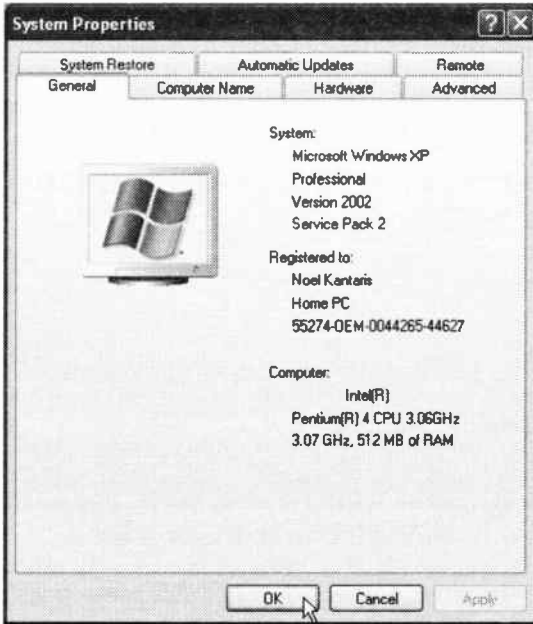 System Properties
System Restore
Automatic Updates
Remote
General
Computer Name
Hardware
Advanced
System:
Microsoft Windows XP
Professional
Version 2002
Service Pack 2
Registered to:
Noel Kantaris
Home PC
55274-OEM-0044265-44627
Computer:
Intel(R)
Pentium(R) 4 CPU 3.06GHz
3.07 GHz, 512 MB of RAM
OK
Cancel
Apply